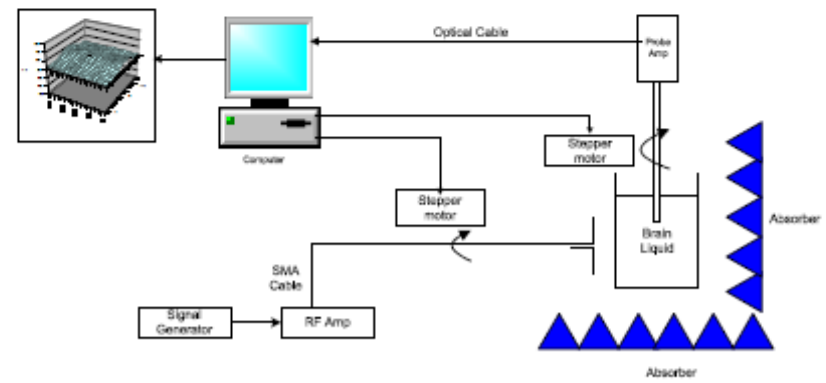 Optical Cable
Probe
Amp
Computer
Stepper
motor
Stepper
motor
Brain
Liquid
Absorber
SMA
Cable
Signal
Generator
RF Amp
Absorber